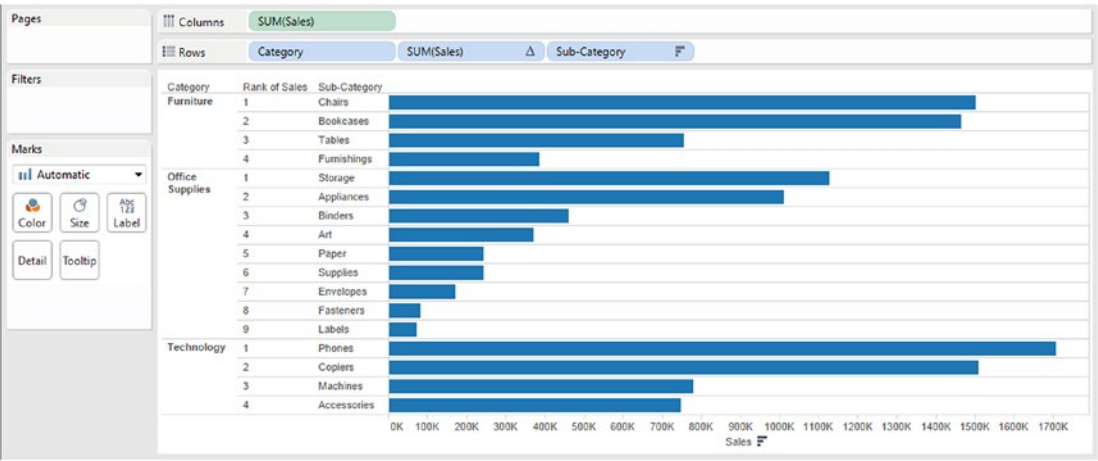 Pages
Columns SUM(Sales)
Rows Category SUM(Sales) Δ Sub-Category
Filters
Marks
Automatic
Color Size Abc 123 Label
Detail Tooltip
Category Rank of Sales Sub-Category
Furniture 1 Chairs
2 Bookcases
3 Tables
4 Furnishings
Office Supplies 1 Storage
2 Appliances
3 Binders
4 Art
5 Paper
6 Supplies
7 Envelopes
8 Fasteners
9 Labels
Technology 1 Phones
2 Copiers
3 Machines
4 Accessories
0K 100K 200K 300K 400K 500K 600K 700K 800K 900K 1000K 1100K 1200K 1300K 1400K 1500K 1600K 1700K
Sales